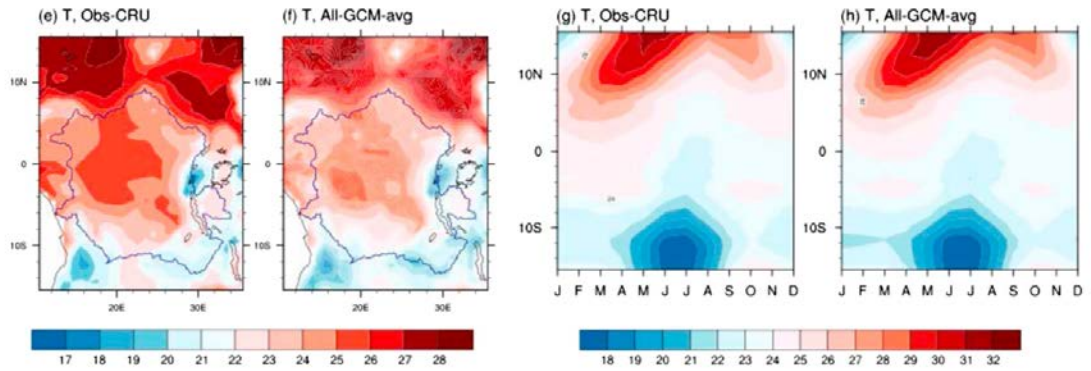 (e) T, Obs-CRU
(f) T, All-GCM-avg
(g) T, Obs-CRU
(h) T, All-GCM-avg
10N
0
10S
20E 30E
10N
0
10S
20E 30E
10N
0
10S
J F M A M J J A S O N D
10N
0
10S
J F M A M J J A S O N D
17 18 19 20 21 22 23 24 25 26 27 28
18 19 20 21 22 23 24 25 26 27 28 29 30 31 32